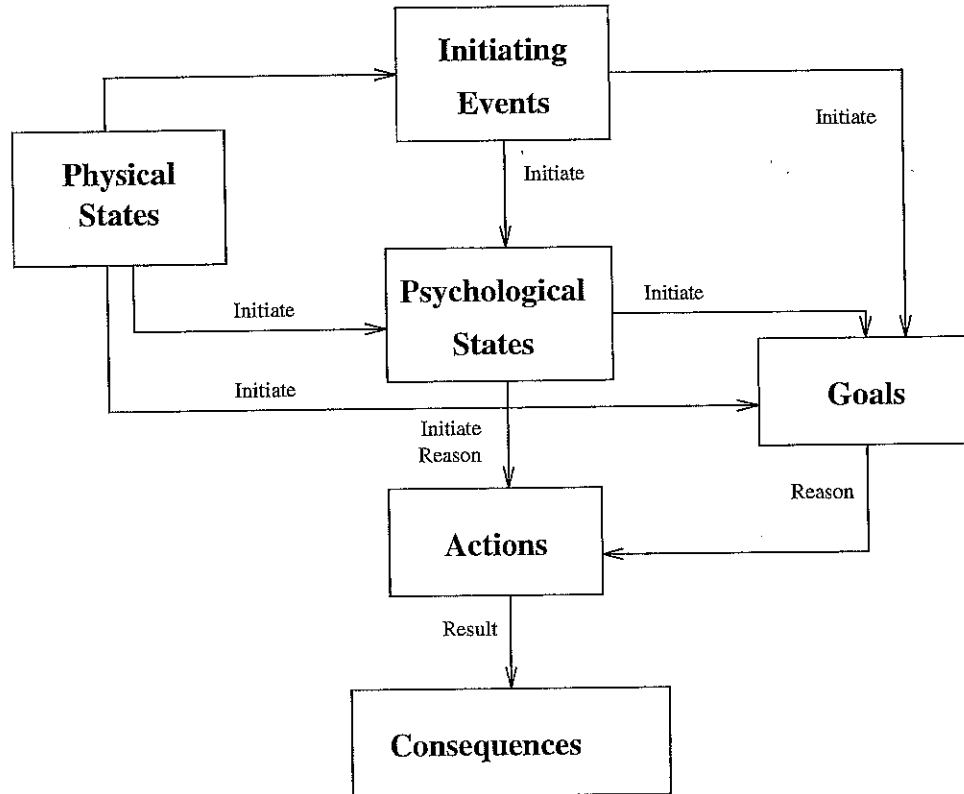 Initiating
Events
Initiate
Physical
States
Initiate
Psychological
States
Initiate
Initiate
Initiate
Goals
Initiate
Reason
Reason
Actions
Result
Consequences